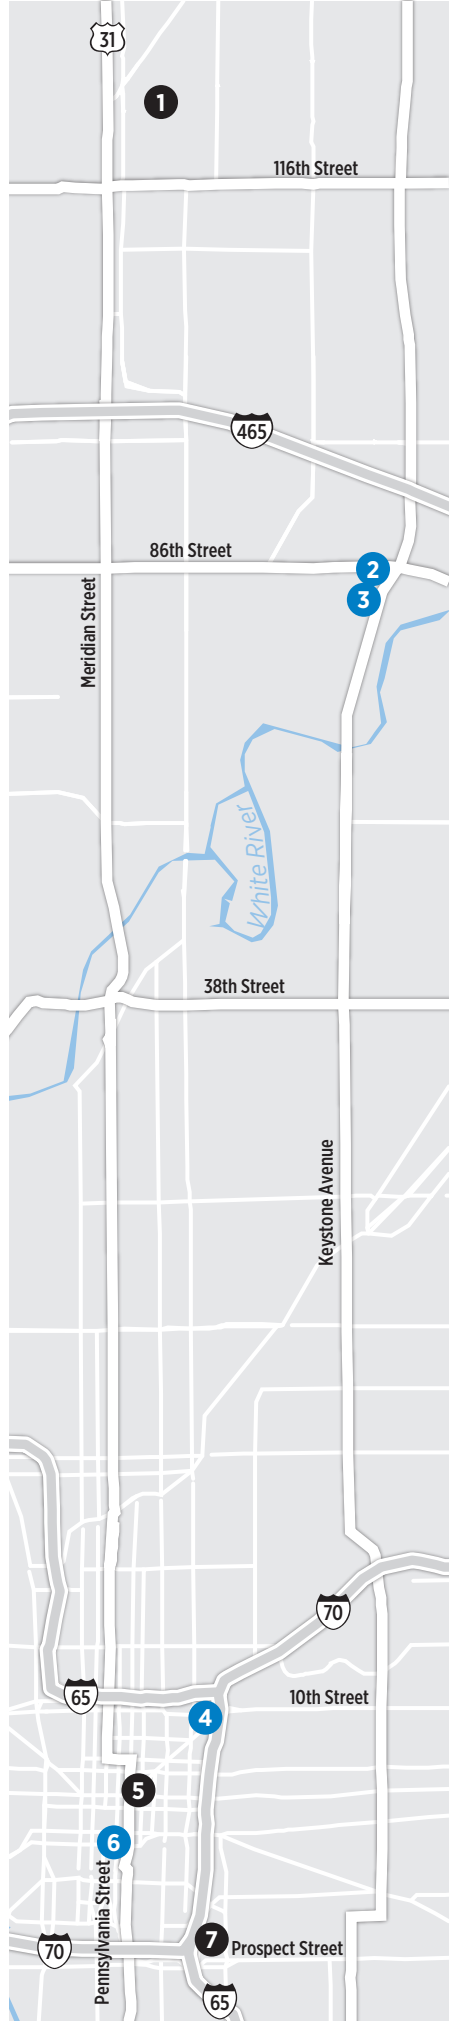 31
1
116th Street
465
86th Street
2
3
Meridian Street
White River
38th Street
Keystone Avenue
70
65
10th Street
4
5
6
Pennsylvania Street
7
Prospect Street
70
65